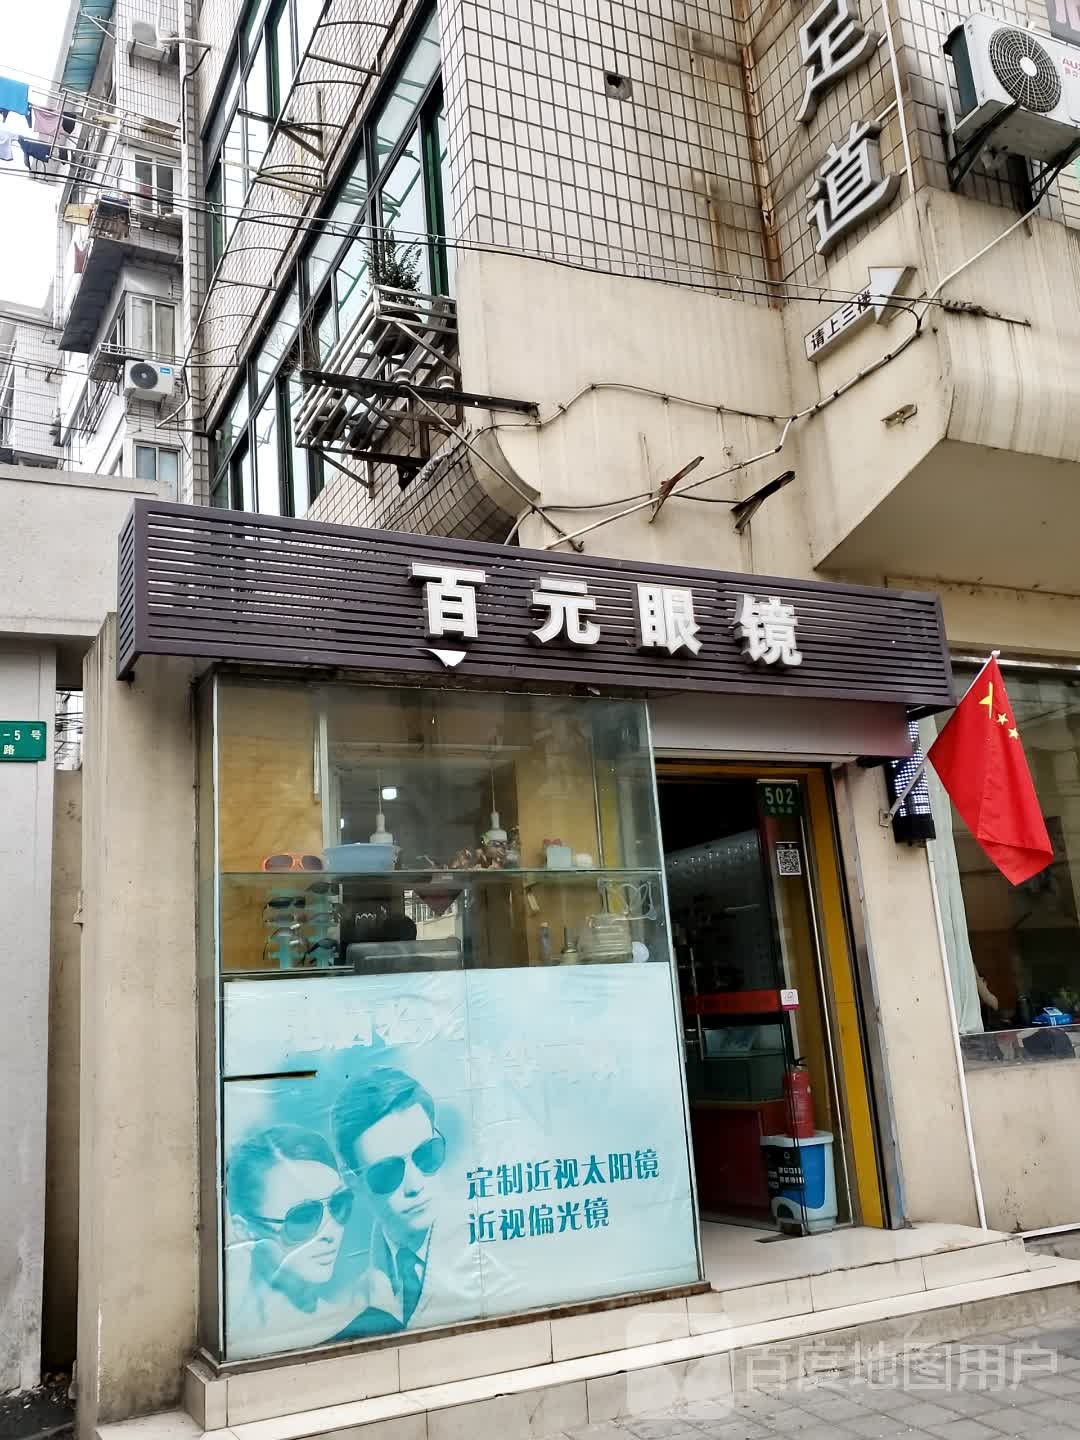 足
道
AUX
请上三楼
百元眼镜
-5 号
路
502
定制近视太阳镜
近视偏光镜
百度地图用户